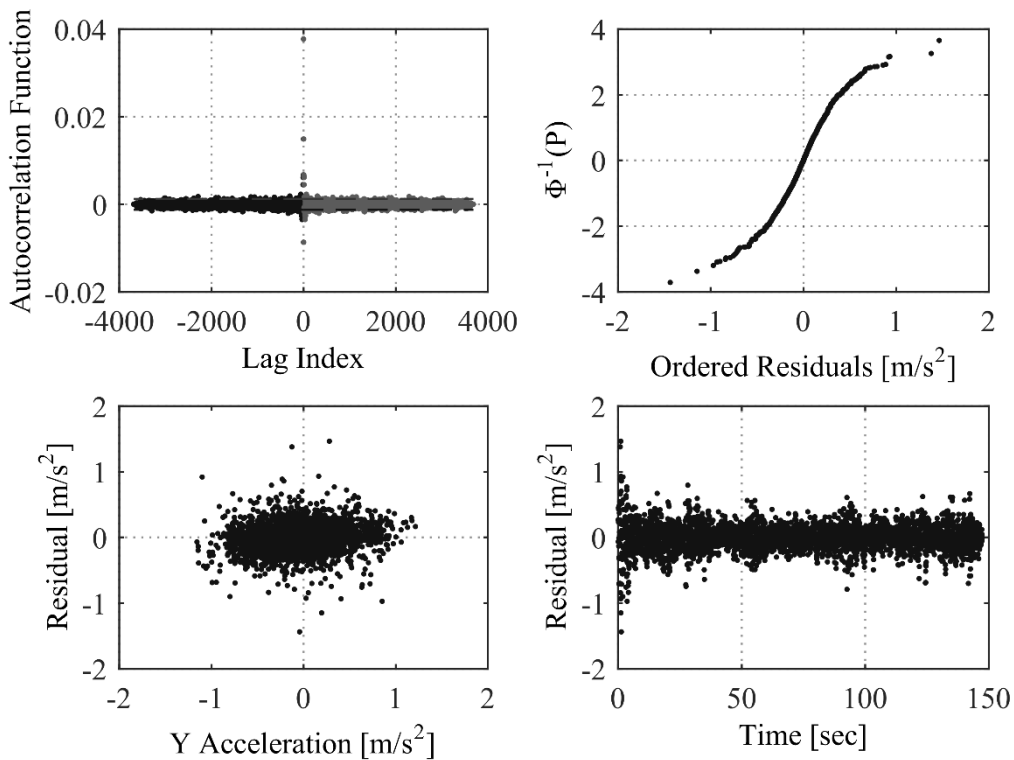 Autocorrelation Function
0.04
0.02
0
-0.02
-4000 -2000 0 2000 4000
Lag Index
Φ⁻¹(P)
4
2
0
-2
-4
-2 -1 0 1 2
Ordered Residuals [m/s²]
Residual [m/s²]
2
1
0
-1
-2
-2 -1 0 1 2
Y Acceleration [m/s²]
Residual [m/s²]
2
1
0
-1
-2
0 50 100 150
Time [sec]